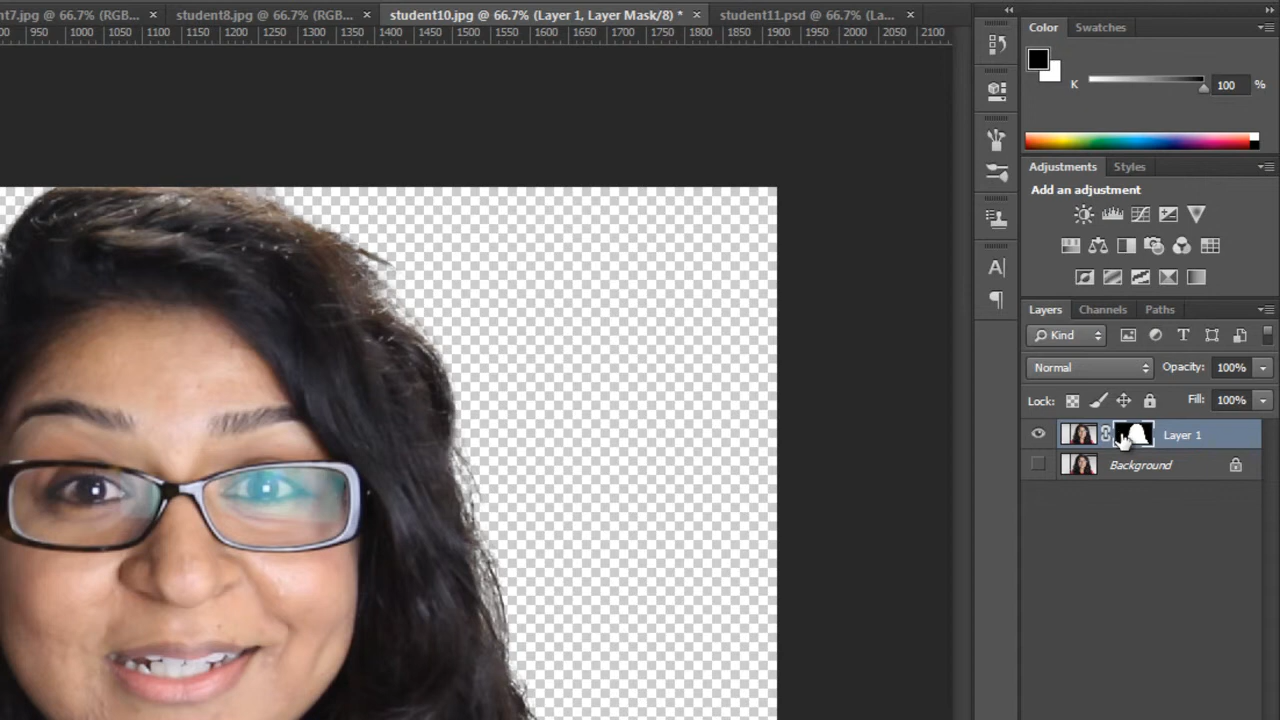 nt7.jpg @ 66.7% (RGB... × student8.jpg @ 66.7% (RGB... × student10.jpg @ 66.7% (Layer 1, Layer Mask/8) * × student11.psd @ 66.7% (La... ×
950 1000 1050 1100 1150 1200 1250 1300 1350 1400 1450 1500 1550 1600 1650 1700 1750 1800 1850 1900 1950 2000 2050 2100
Color Swatches
K 100 %
Adjustments Styles
Add an adjustment
Layers Channels Paths
Kind T
Normal Opacity: 100%
Lock: Fill: 100%
Layer 1
Background